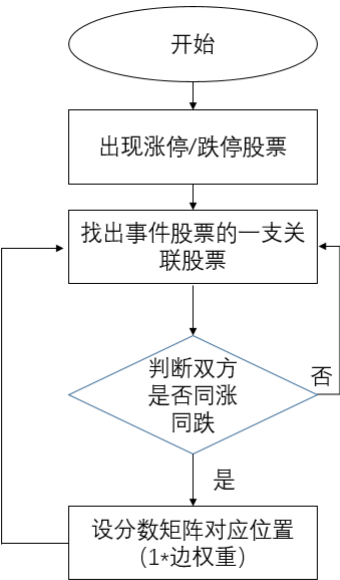 开始
出现涨停/跌停股票
找出事件股票的一支关
联股票
判断双方
是否同涨
同跌
否
是
设分数矩阵对应位置
(1*边权重)